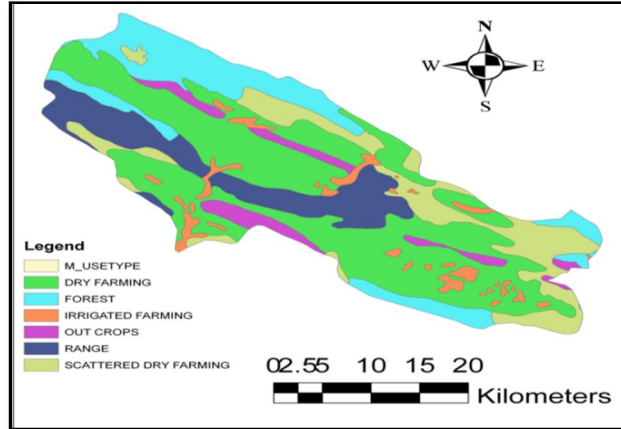 N
W E
S
Legend
M_USETYPE
DRY FARMING
FOREST
IRRIGATED FARMING
OUT CROPS
RANGE
SCATTERED DRY FARMING
02.55 10 15 20
Kilometers